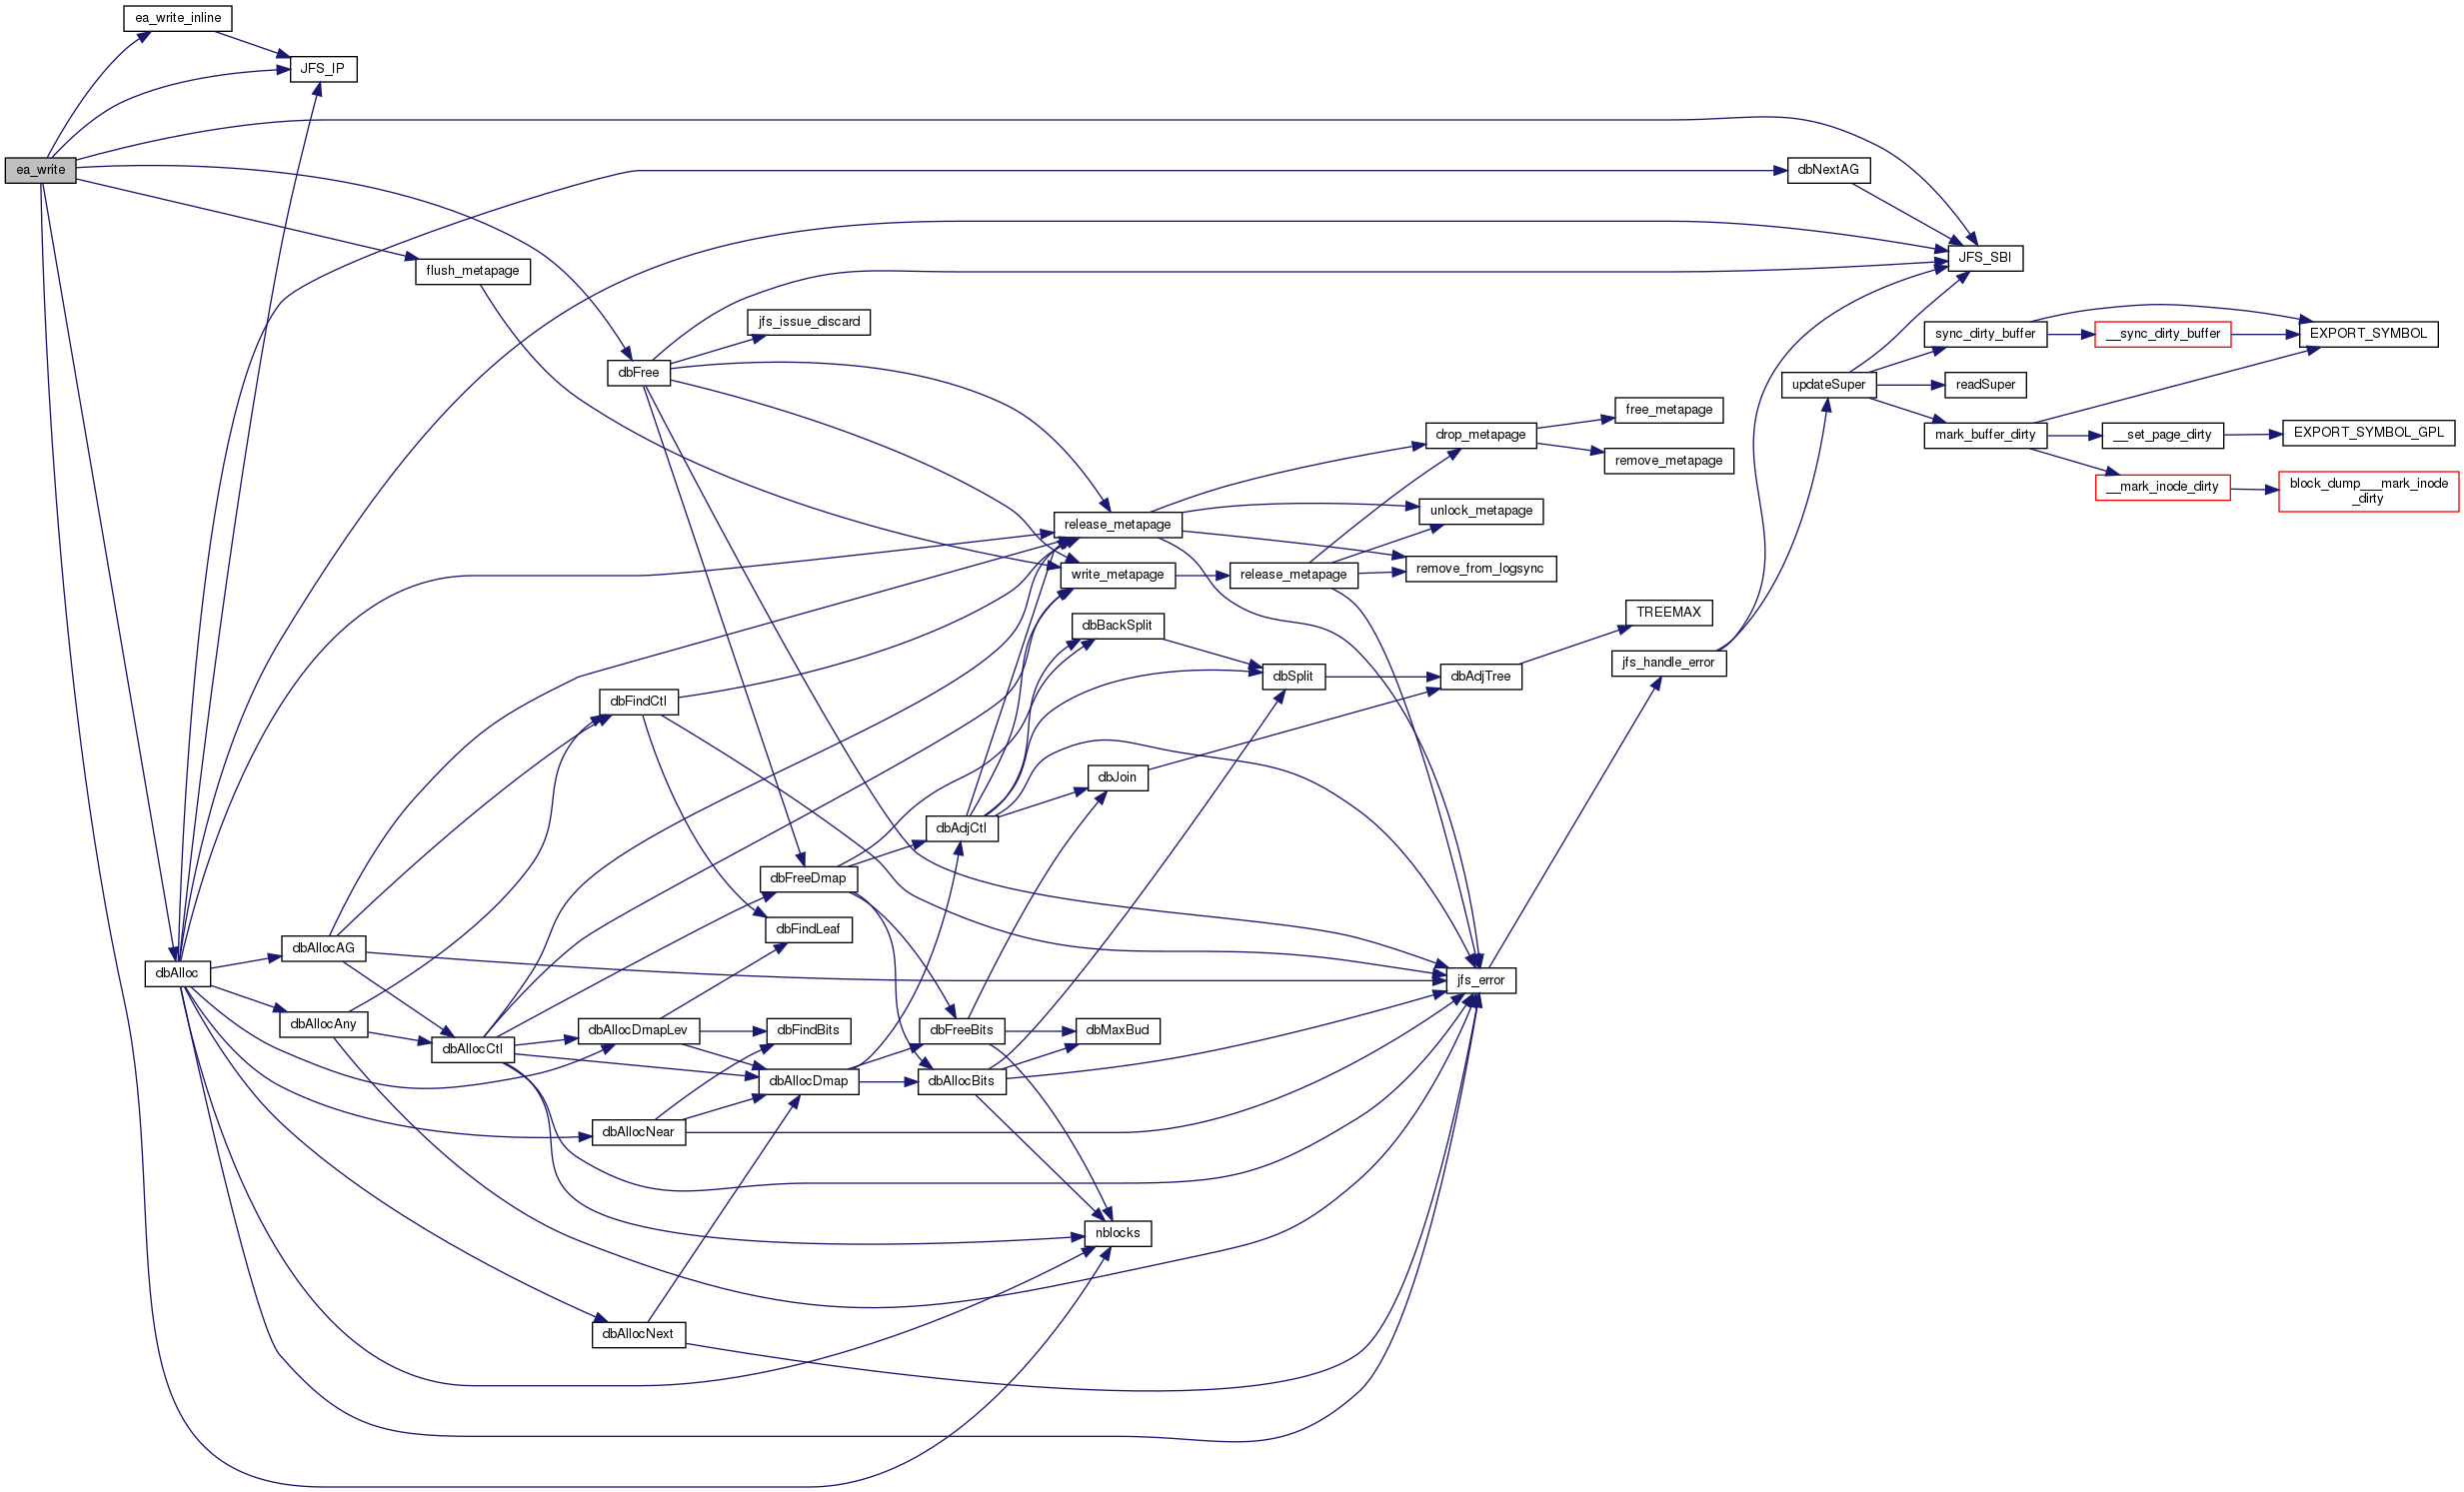 ea_write_inline
JFS_IP
ea_write
dbNextAG
JFS_SBI
flush_metapage
jfs_issue_discard
sync_dirty_buffer
__sync_dirty_buffer
EXPORT_SYMBOL
dbFree
updateSuper
readSuper
free_metapage
drop_metapage
mark_buffer_dirty
__set_page_dirty
EXPORT_SYMBOL_GPL
remove_metapage
__mark_inode_dirty
block_dump___mark_inode
_dirty
release_metapage
unlock_metapage
write_metapage
release_metapage
remove_from_logsync
TREEMAX
dbBackSplit
jfs_handle_error
dbSplit
dbAdjTree
dbFindCtl
dbJoin
dbAdjCtl
dbFreeDmap
dbFindLeaf
dbAllocAG
dbAlloc
jfs_error
dbAllocAny
dbAllocDmapLev
dbFindBits
dbFreeBits
dbMaxBud
dbAllocCtl
dbAllocDmap
dbAllocBits
dbAllocNear
nblocks
dbAllocNext